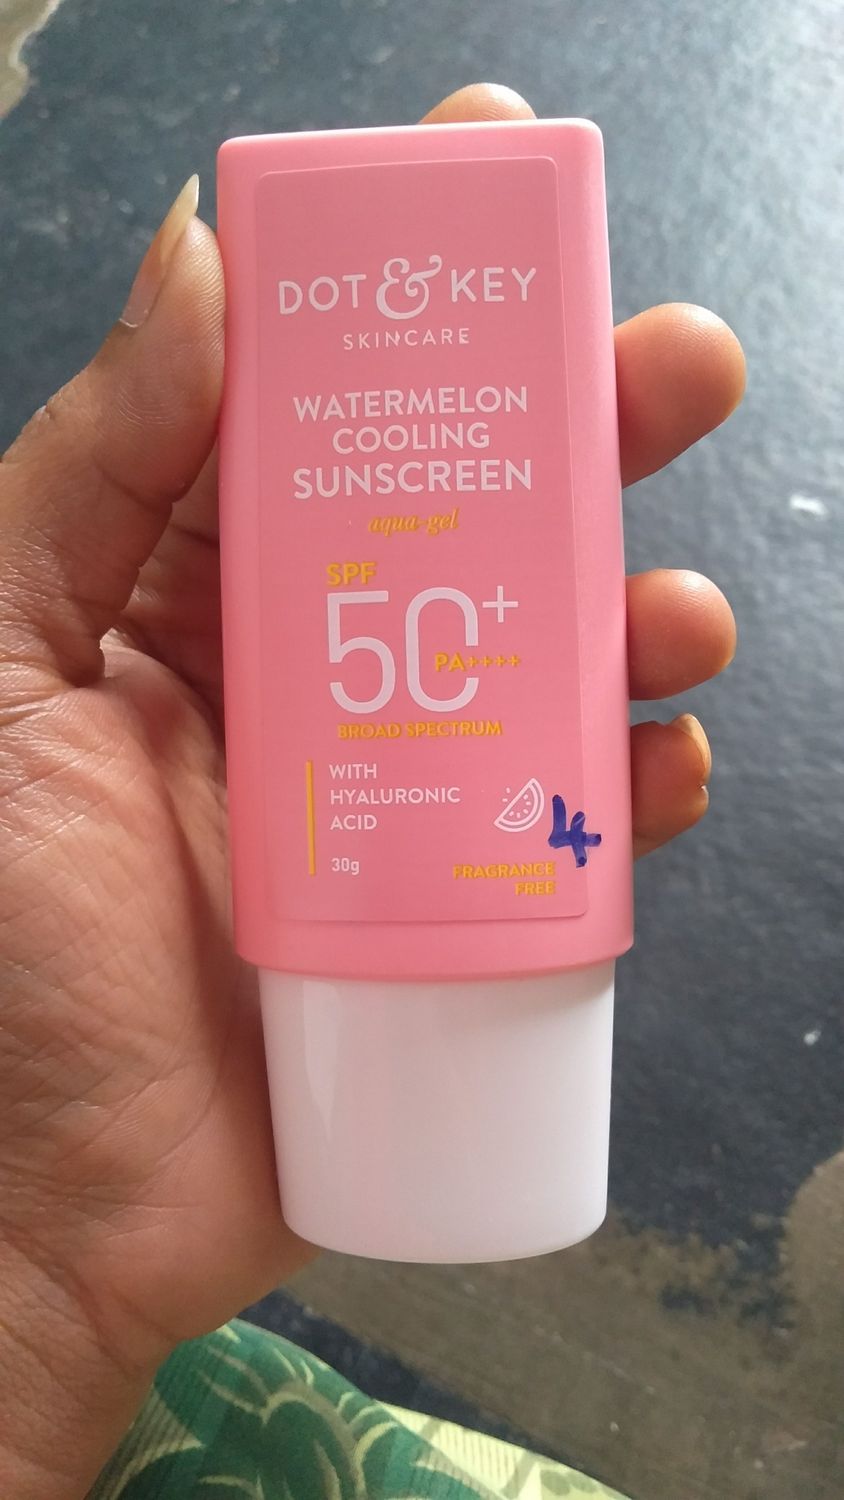 DOT & KEY
SKINCARE
WATERMELON
COOLING
SUNSCREEN
aqua-gel
SPF
50+
PA++++
BROAD SPECTRUM
WITH
HYALURONIC
ACID
30g
4
FRAGRANCE
FREE